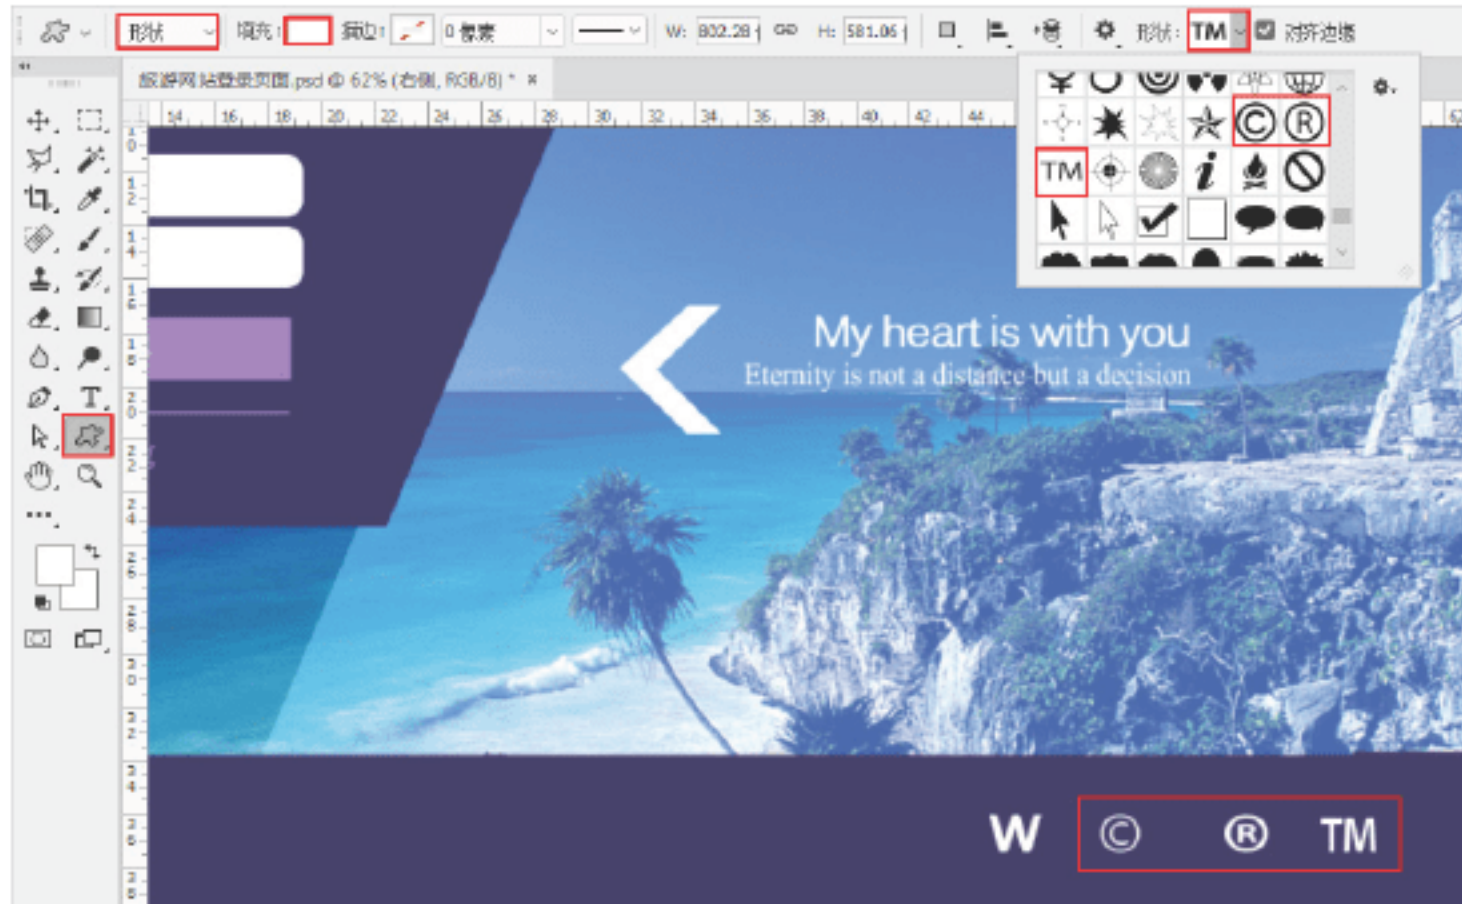 形状 填充: 描边: 0 像素 W: 802.28 H: 581.06 形状: TM 对齐边缘
旅游网站登录页面.psd @ 62% (右侧, RGB/8) *
14 16 18 20 22 24 26 28 30 32 34 36 38 40 42 44
© ®
TM
My heart is with you
Eternity is not a distance but a decision
W © ® TM